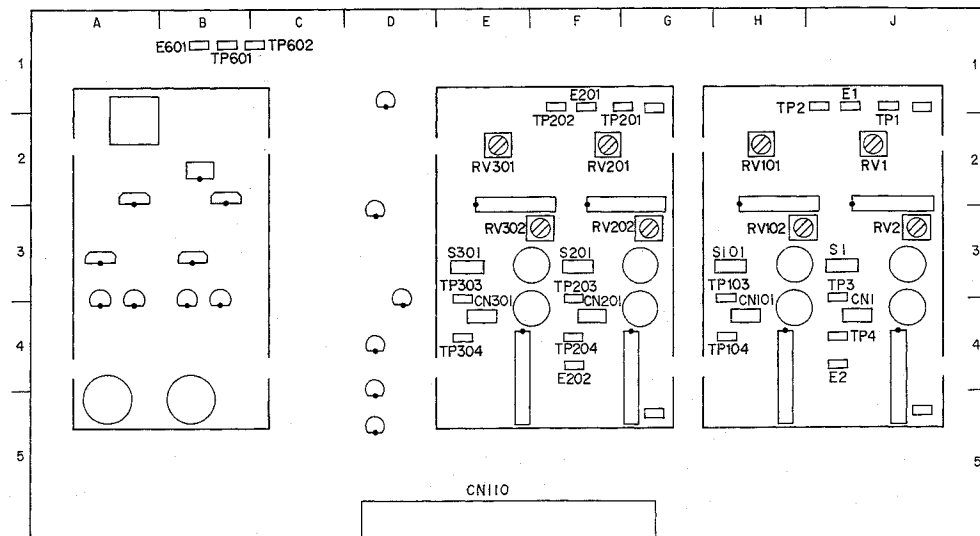 A B C D E F G H J
E601 TP601 TP602
1 1
E201 E1
TP202 TP201 TP2 TP1
2 2
RV301 RV201 RV101 RV1
RV302 RV202 RV102 RV2
3 3
S301 S201 S101 S1
TP303 TP203 TP103 TP3
CN301 CN201 CN101 CN1
4 4
TP304 TP204 TP104 TP4
E202 E2
5 5
CN110